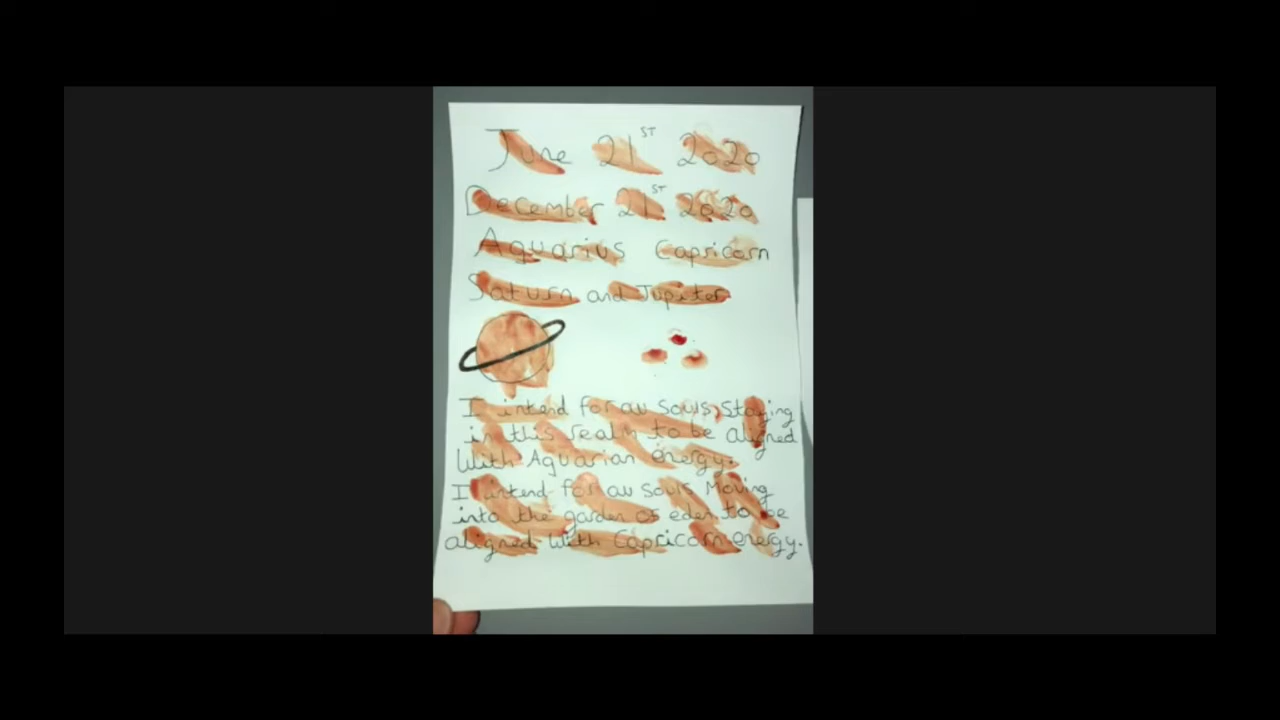 June 21ST 2020
December 21ST 2020
Aquarius Capricorn
Saturn and Jupiter
I intend for all souls staying
in this realm to be aligned
with Aquarian energy.
I intend for all souls moving
into the garden of eden to be
aligned with Capricorn energy.